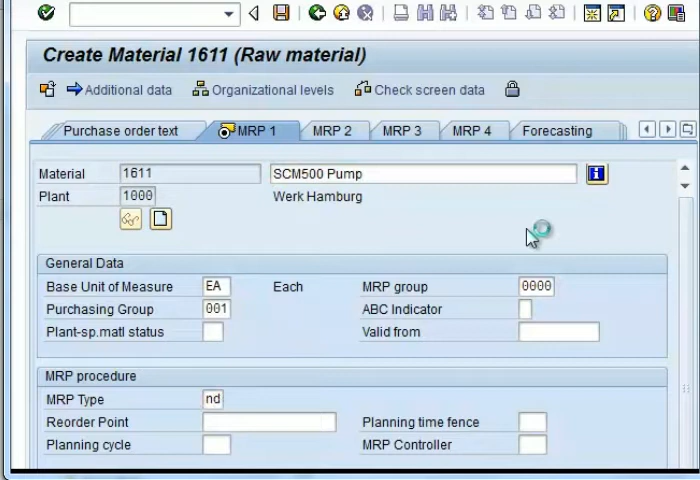 Create Material 1611 (Raw material)
Additional data Organizational levels Check screen data
Purchase order text MRP 1 MRP 2 MRP 3 MRP 4 Forecasting
Material 1611 SCM500 Pump
Plant 1000 Werk Hamburg
General Data
Base Unit of Measure EA Each MRP group 0000
Purchasing Group 001 ABC Indicator
Plant-sp.matl status Valid from
MRP procedure
MRP Type nd
Reorder Point Planning time fence
Planning cycle MRP Controller